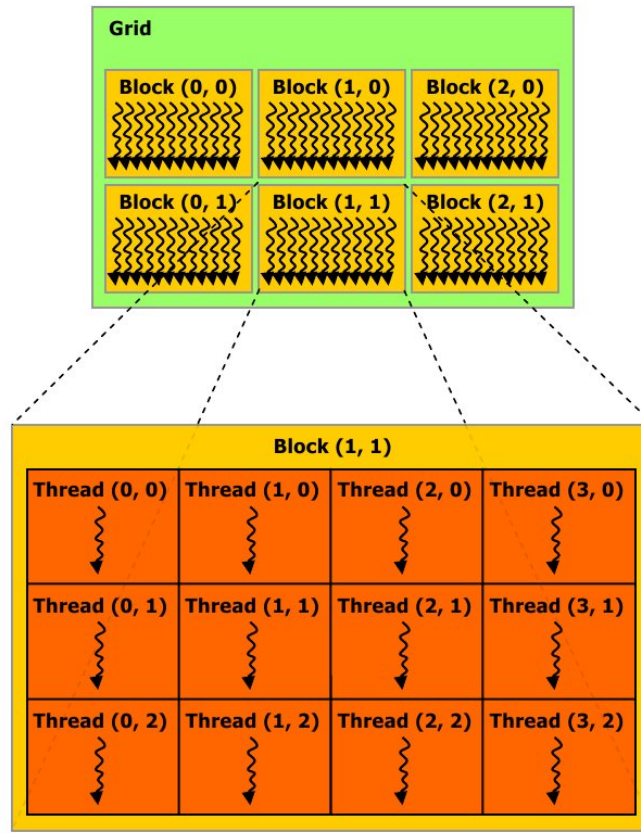 Grid
Block (0, 0) Block (1, 0) Block (2, 0)
Block (0, 1) Block (1, 1) Block (2, 1)
Block (1, 1)
Thread (0, 0) Thread (1, 0) Thread (2, 0) Thread (3, 0)
Thread (0, 1) Thread (1, 1) Thread (2, 1) Thread (3, 1)
Thread (0, 2) Thread (1, 2) Thread (2, 2) Thread (3, 2)